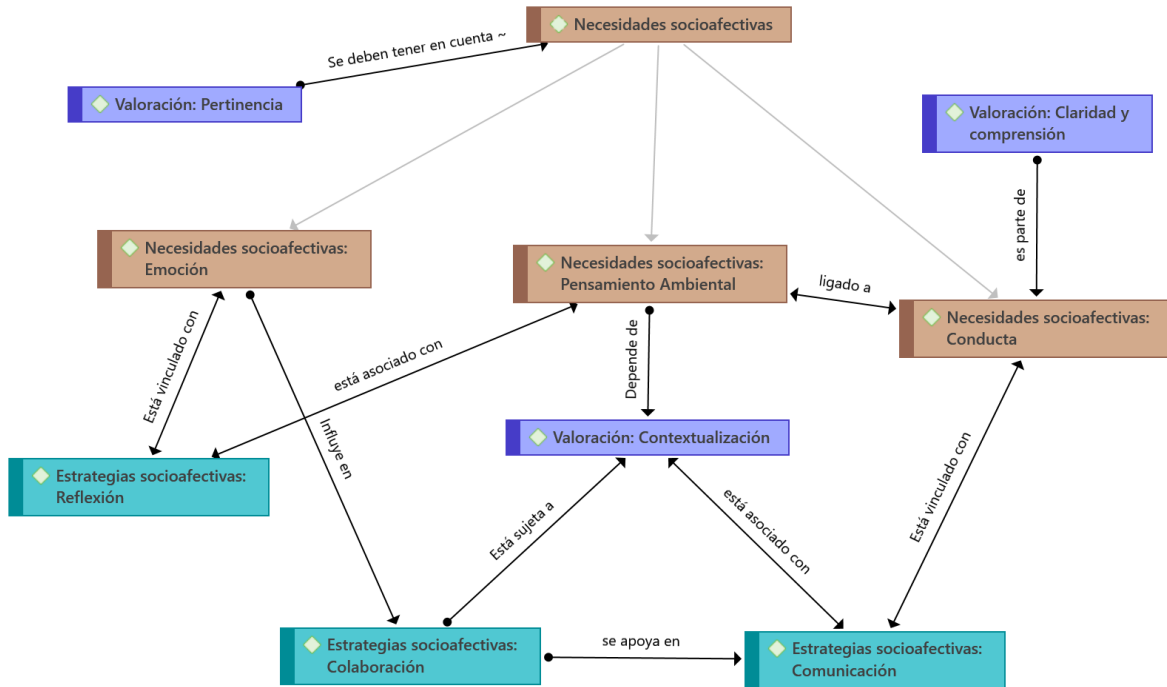 Necesidades socioafectivas
Se deben tener en cuenta ~
Valoración: Pertinencia
Valoración: Claridad y
comprensión
es parte de
Necesidades socioafectivas:
Emoción
Necesidades socioafectivas:
Pensamiento Ambiental
ligado a
Necesidades socioafectivas:
Conducta
Está vinculado con
está asociado con
Depende de
Influye en
Valoración: Contextualización
Estrategias socioafectivas:
Reflexión
Está sujeta a
está asociado con
Está vinculado con
Estrategias socioafectivas:
Colaboración
se apoya en
Estrategias socioafectivas:
Comunicación